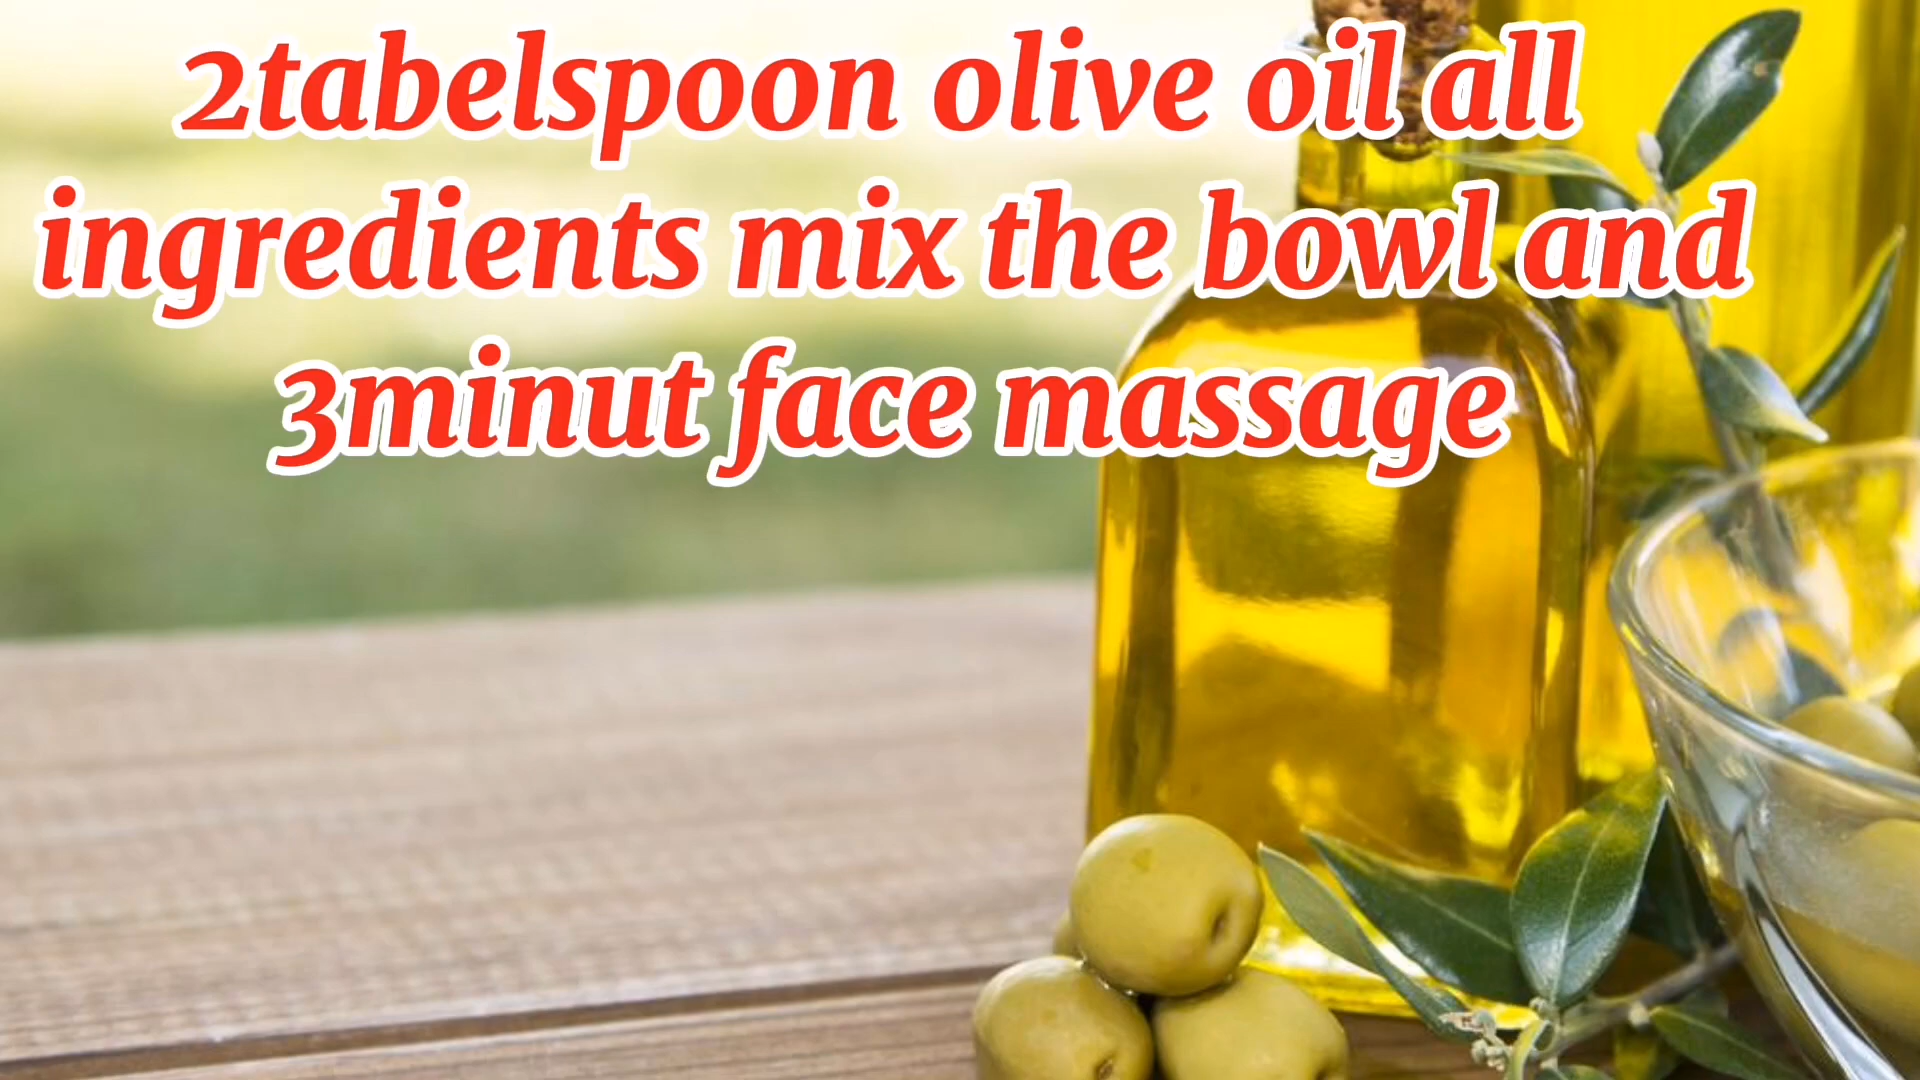 2tabelspoon olive oil all
ingredients mix the bowl and
3minut face massage